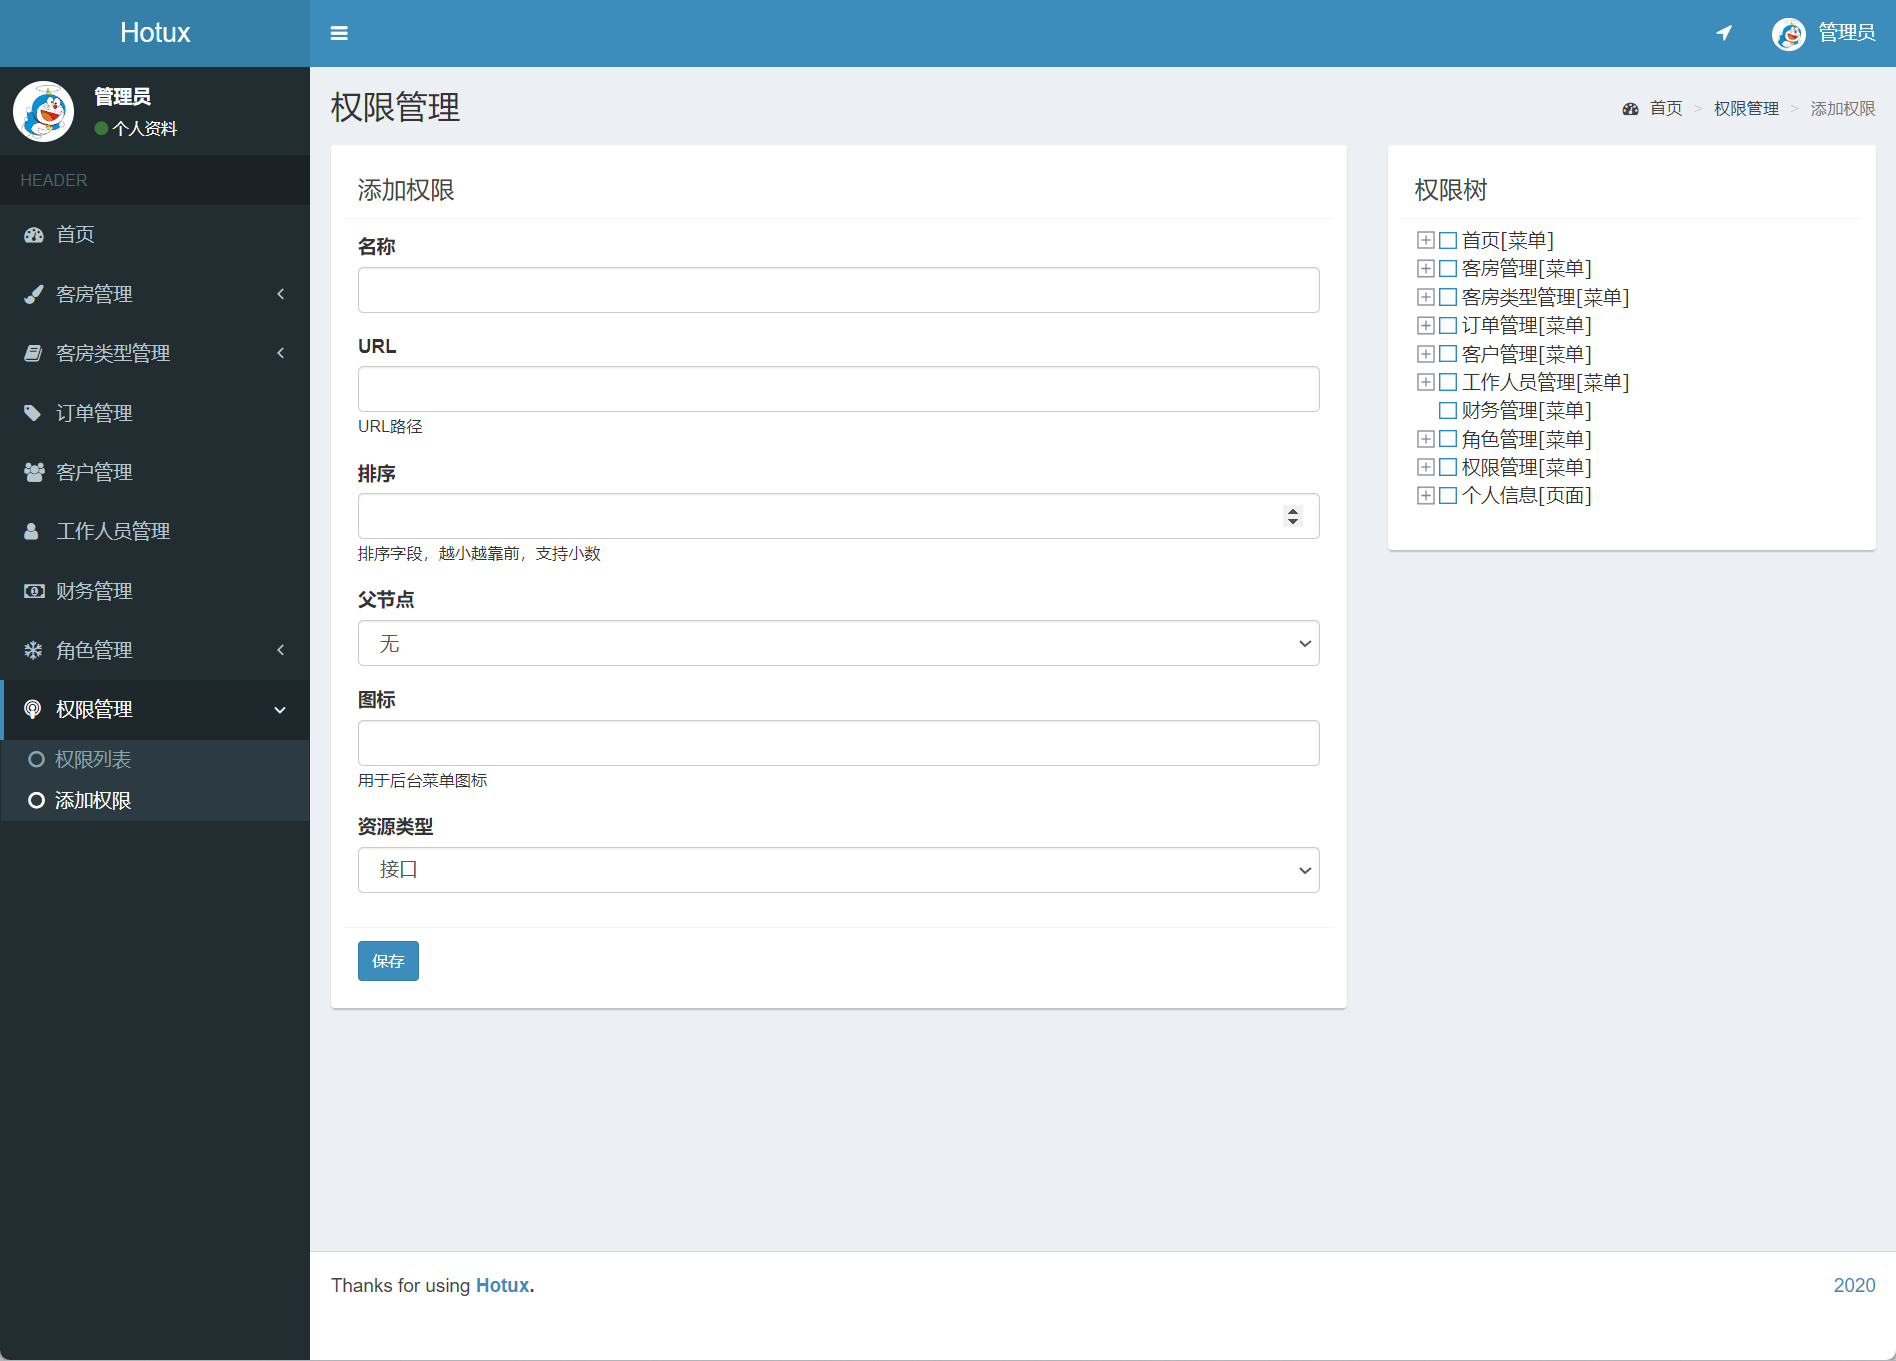 Hotux
管理员
管理员
个人资料
HEADER
首页
客房管理
客房类型管理
订单管理
客户管理
工作人员管理
财务管理
角色管理
权限管理
权限列表
添加权限
权限管理
首页 > 权限管理 > 添加权限
添加权限
名称
URL
URL路径
排序
排序字段，越小越靠前，支持小数
父节点
无
图标
用于后台菜单图标
资源类型
接口
保存
权限树
首页[菜单]
客房管理[菜单]
客房类型管理[菜单]
订单管理[菜单]
客户管理[菜单]
工作人员管理[菜单]
财务管理[菜单]
角色管理[菜单]
权限管理[菜单]
个人信息[页面]
Thanks for using Hotux.
2020